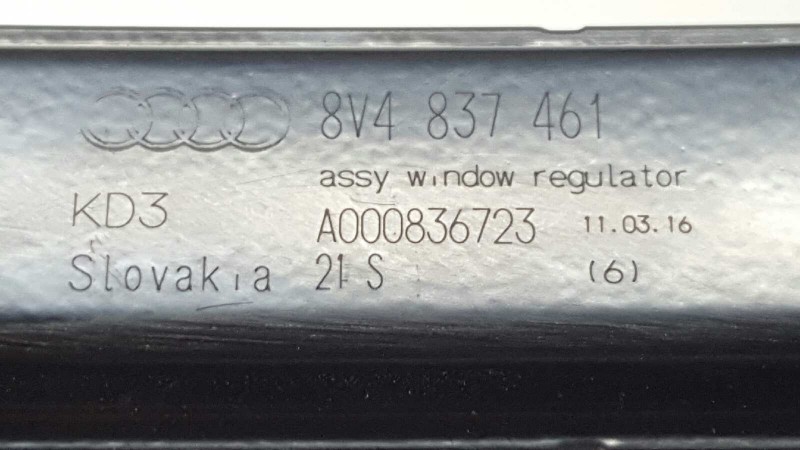 8V4 837 461
assy window regulator
KD3
A000836723 11.03.16
Slovakia 21 S (6)